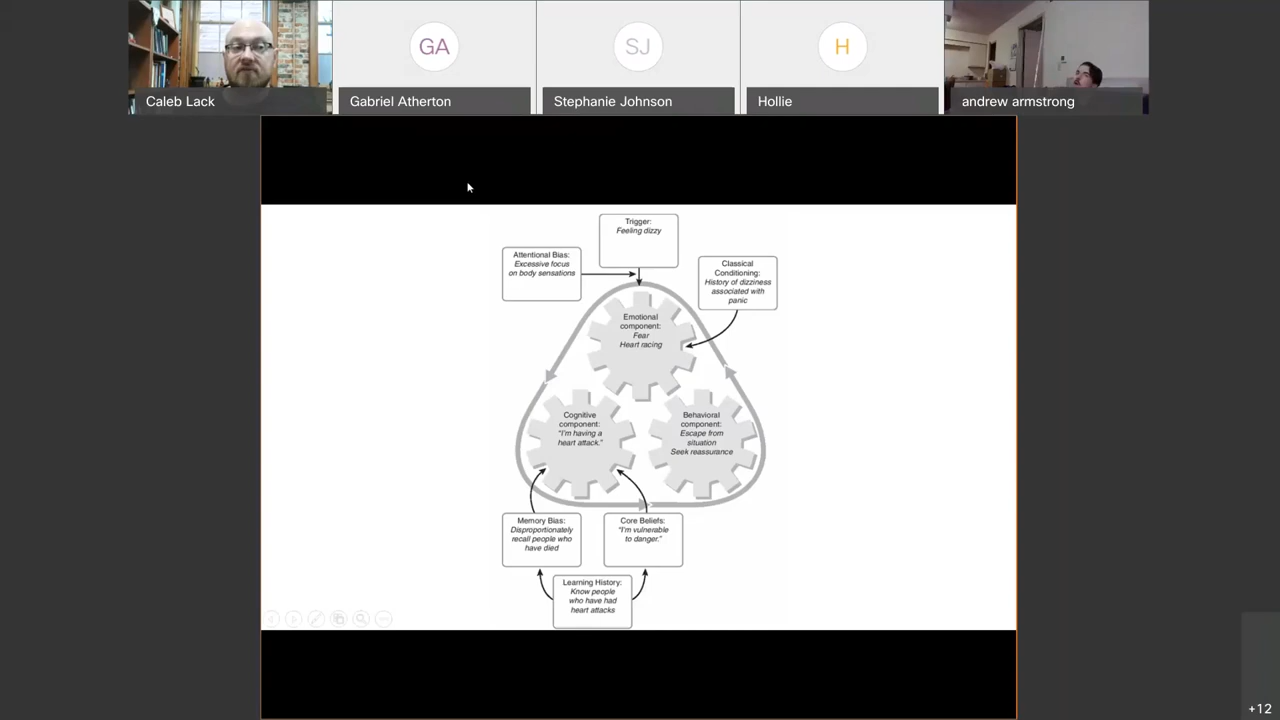 GA
SJ
H
Caleb Lack
Gabriel Atherton
Stephanie Johnson
Hollie
andrew armstrong
Trigger:
Feeling dizzy
Attentional Bias:
Excessive focus
on body sensations
Classical
Conditioning:
History of dizziness
associated with
panic
Emotional
component:
Fear
Heart racing
Cognitive
component:
"I'm having a
heart attack."
Behavioral
component:
Escape from
situation
Seek reassurance
Memory Bias:
Disproportionately
recall people who
have died
Core Beliefs:
"I'm vulnerable
to danger."
Learning History:
Know people
who have had
heart attacks
+12